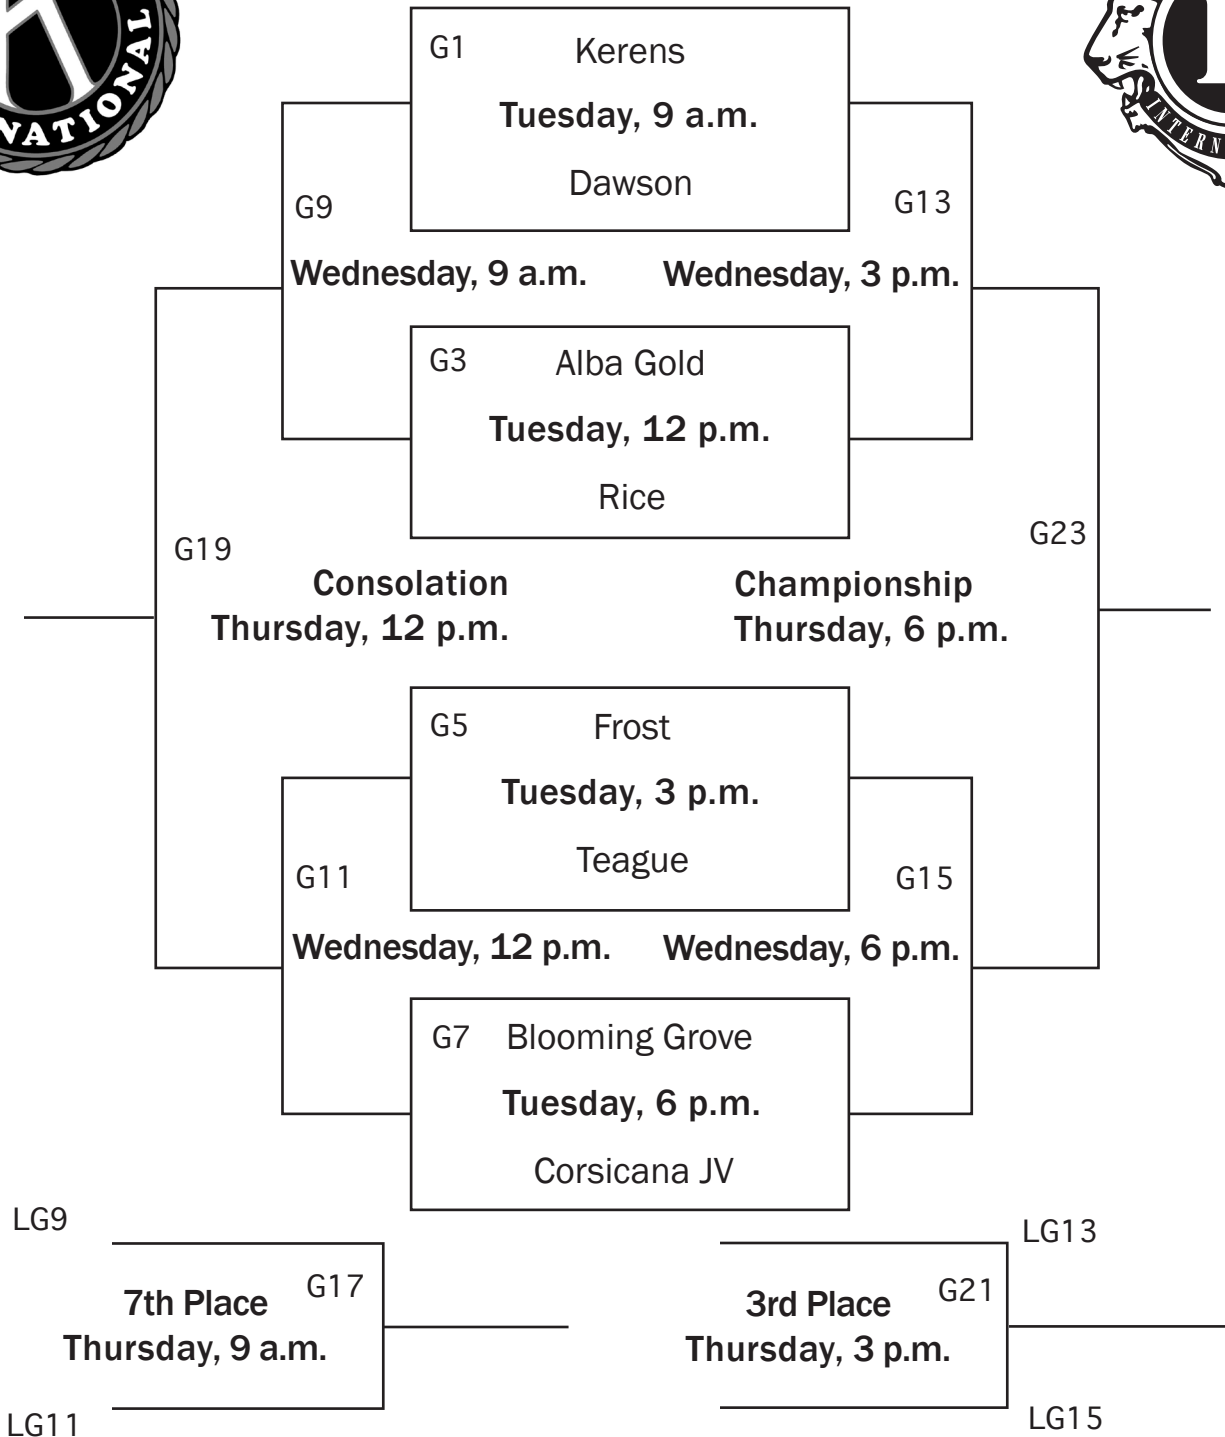 NATIONAL
INTERN
G1 Kerens
Tuesday, 9 a.m.
Dawson
G9
G13
Wednesday, 9 a.m. Wednesday, 3 p.m.
G3 Alba Gold
Tuesday, 12 p.m.
Rice
G19
G23
Consolation
Thursday, 12 p.m.
Championship
Thursday, 6 p.m.
G5 Frost
Tuesday, 3 p.m.
Teague
G11
G15
Wednesday, 12 p.m. Wednesday, 6 p.m.
G7 Blooming Grove
Tuesday, 6 p.m.
Corsicana JV
LG9
7th Place G17
Thursday, 9 a.m.
LG11
LG13
3rd Place G21
Thursday, 3 p.m.
LG15